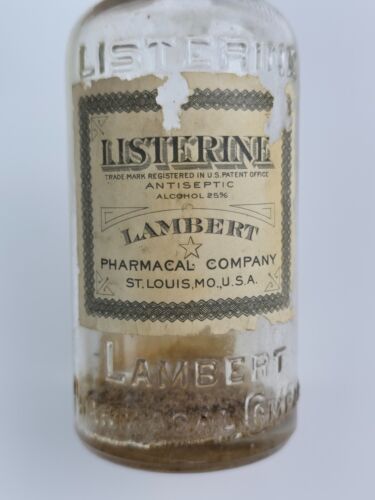 LISTERINE
LISTERINE
TRADE MARK REGISTERED IN U.S. PATENT OFFICE
ANTISEPTIC
ALCOHOL 25%
LAMBERT
PHARMACAL COMPANY
ST. LOUIS, MO., U.S.A.
LAMBERT